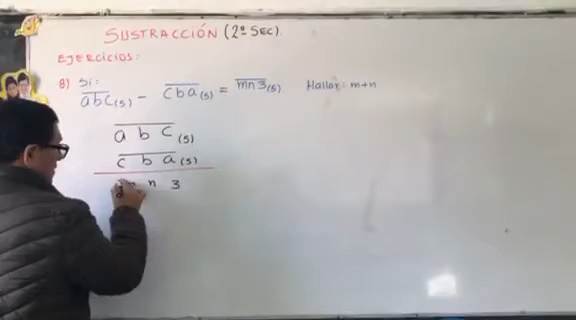 SUSTRACCIÓN (2º SEC).
EJERCICIOS:
8) Si:
abc(5) - cba(5) = mn3(5) Hallar: m+n
a b c (5)
c b a (5)
n 3